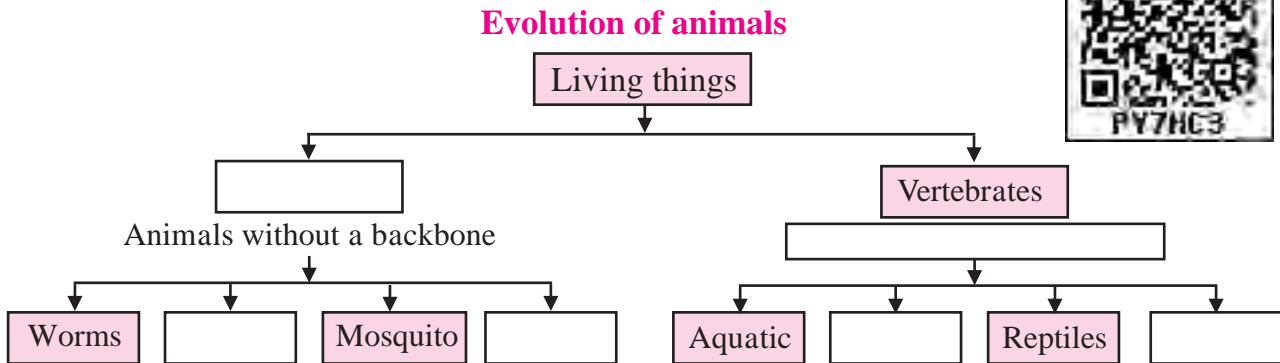 Evolution of animals
Living things
PY7HC3
Vertebrates
Animals without a backbone
Worms
Mosquito
Aquatic
Reptiles